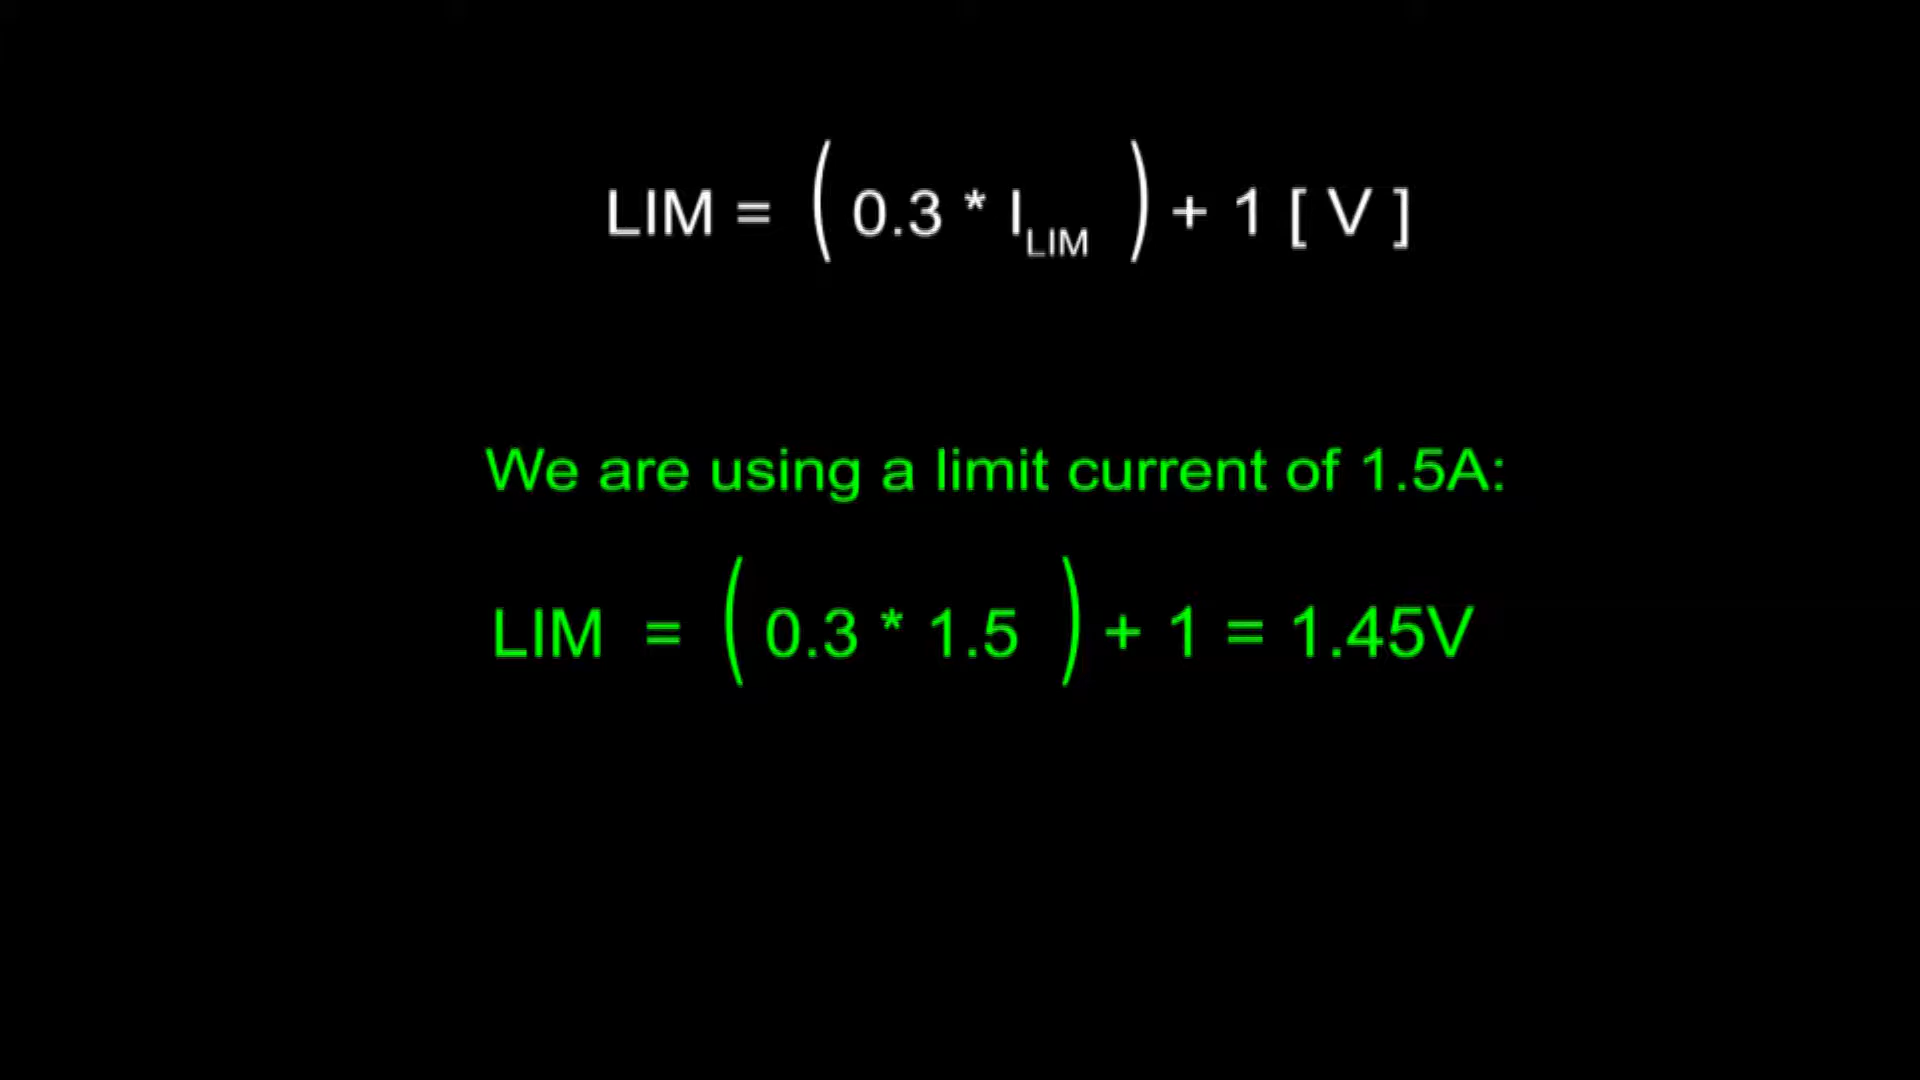 LIM = ( 0.3 * I LIM ) + 1 [ V ]
We are using a limit current of 1.5A:
LIM = ( 0.3 * 1.5 ) + 1 = 1.45V